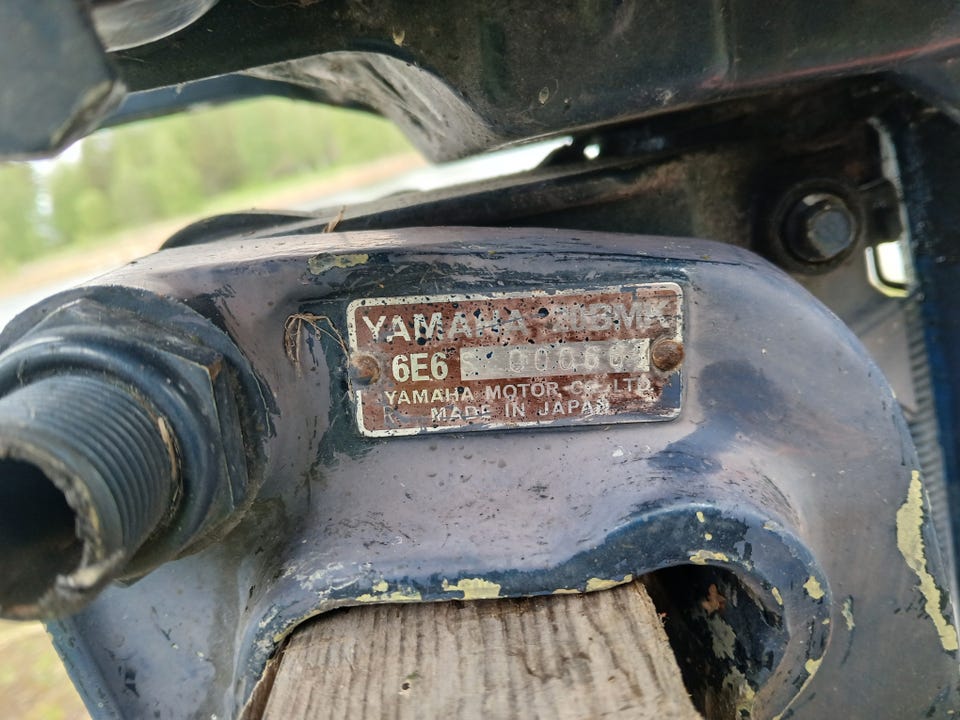 YAMAHA
6E6
YAMAHA MOTOR CO., LTD.
MADE IN JAPAN